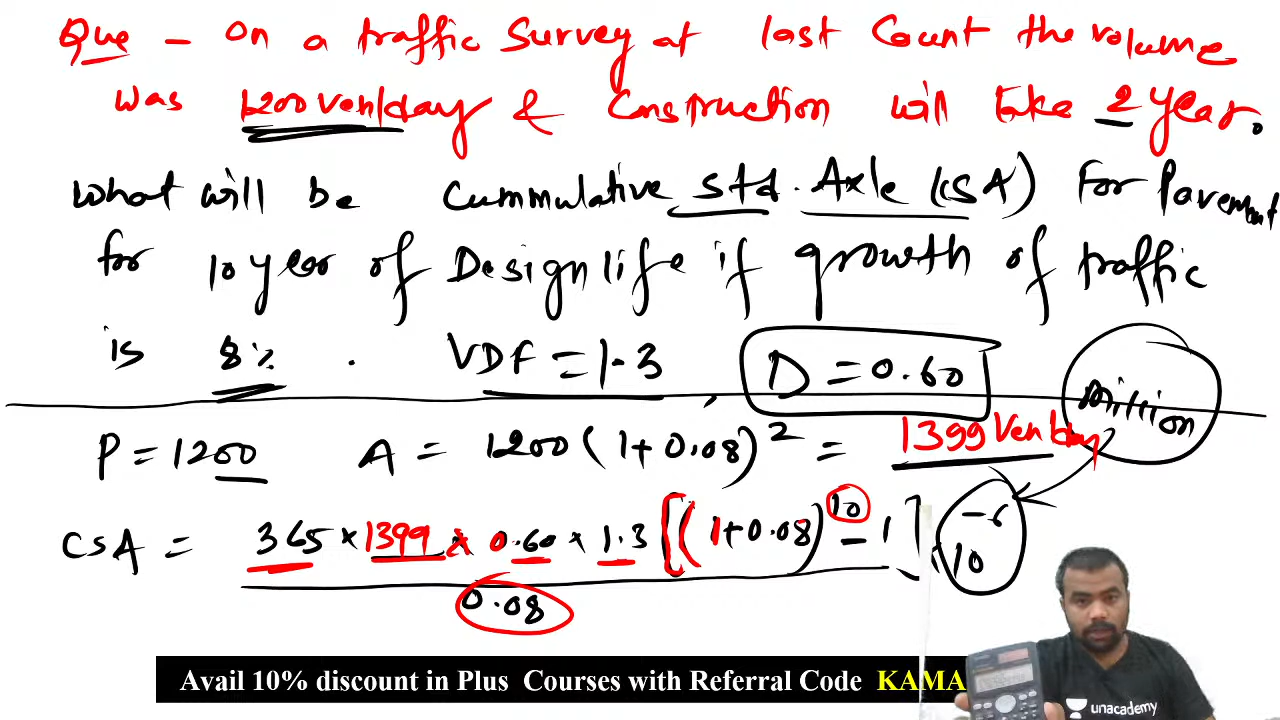 Que - On a traffic Survey at last Count the volume
was 1200 veh/day & Construction will take 2 year.
What will be Cummulative std. Axle (CSA) For Pavement
for 10 year of Design life if growth of traffic
is 8% . VDF = 1.3 , D = 0.60
million
P = 1200 A = 1200 (1+0.08)2 = 1399 Veh/day
CSA = 365 × 1399 × 0.60 × 1.3 [(1+0.08)10 - 1] × 10-6
0.08
Avail 10% discount in Plus Courses with Referral Code KAMA
unacademy